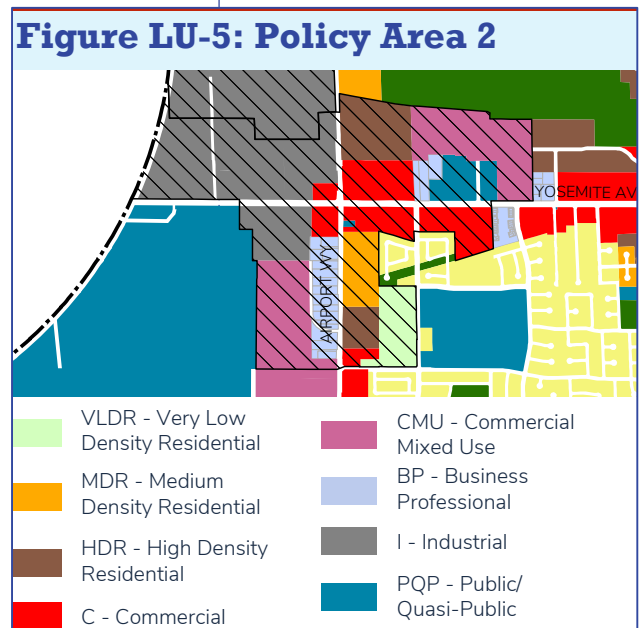 Figure LU-5: Policy Area 2
YOSEMITE AV
AIRPORT WY
VLDR - Very Low
Density Residential
MDR - Medium
Density Residential
HDR - High Density
Residential
C - Commercial
CMU - Commercial
Mixed Use
BP - Business
Professional
I - Industrial
PQP - Public/
Quasi-Public